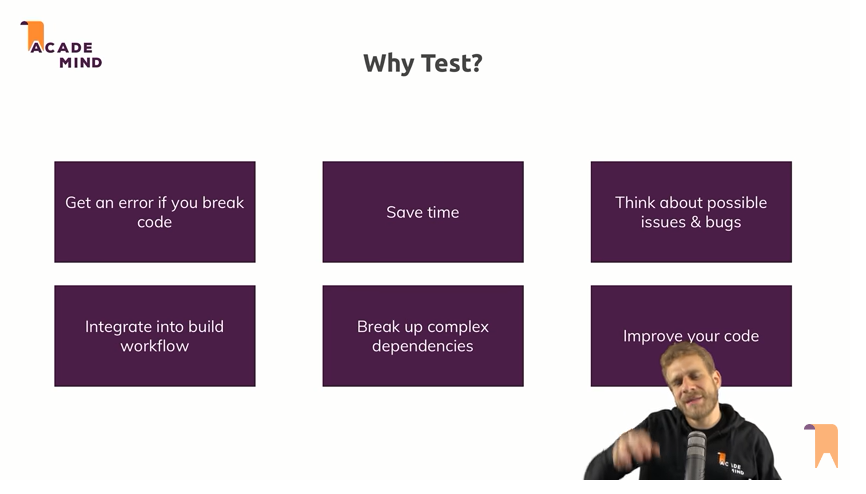 ACADE
MIND
Why Test?
Get an error if you break
code
Save time
Think about possible
issues & bugs
Integrate into build
workflow
Break up complex
dependencies
Improve your code
ACADE
MIND